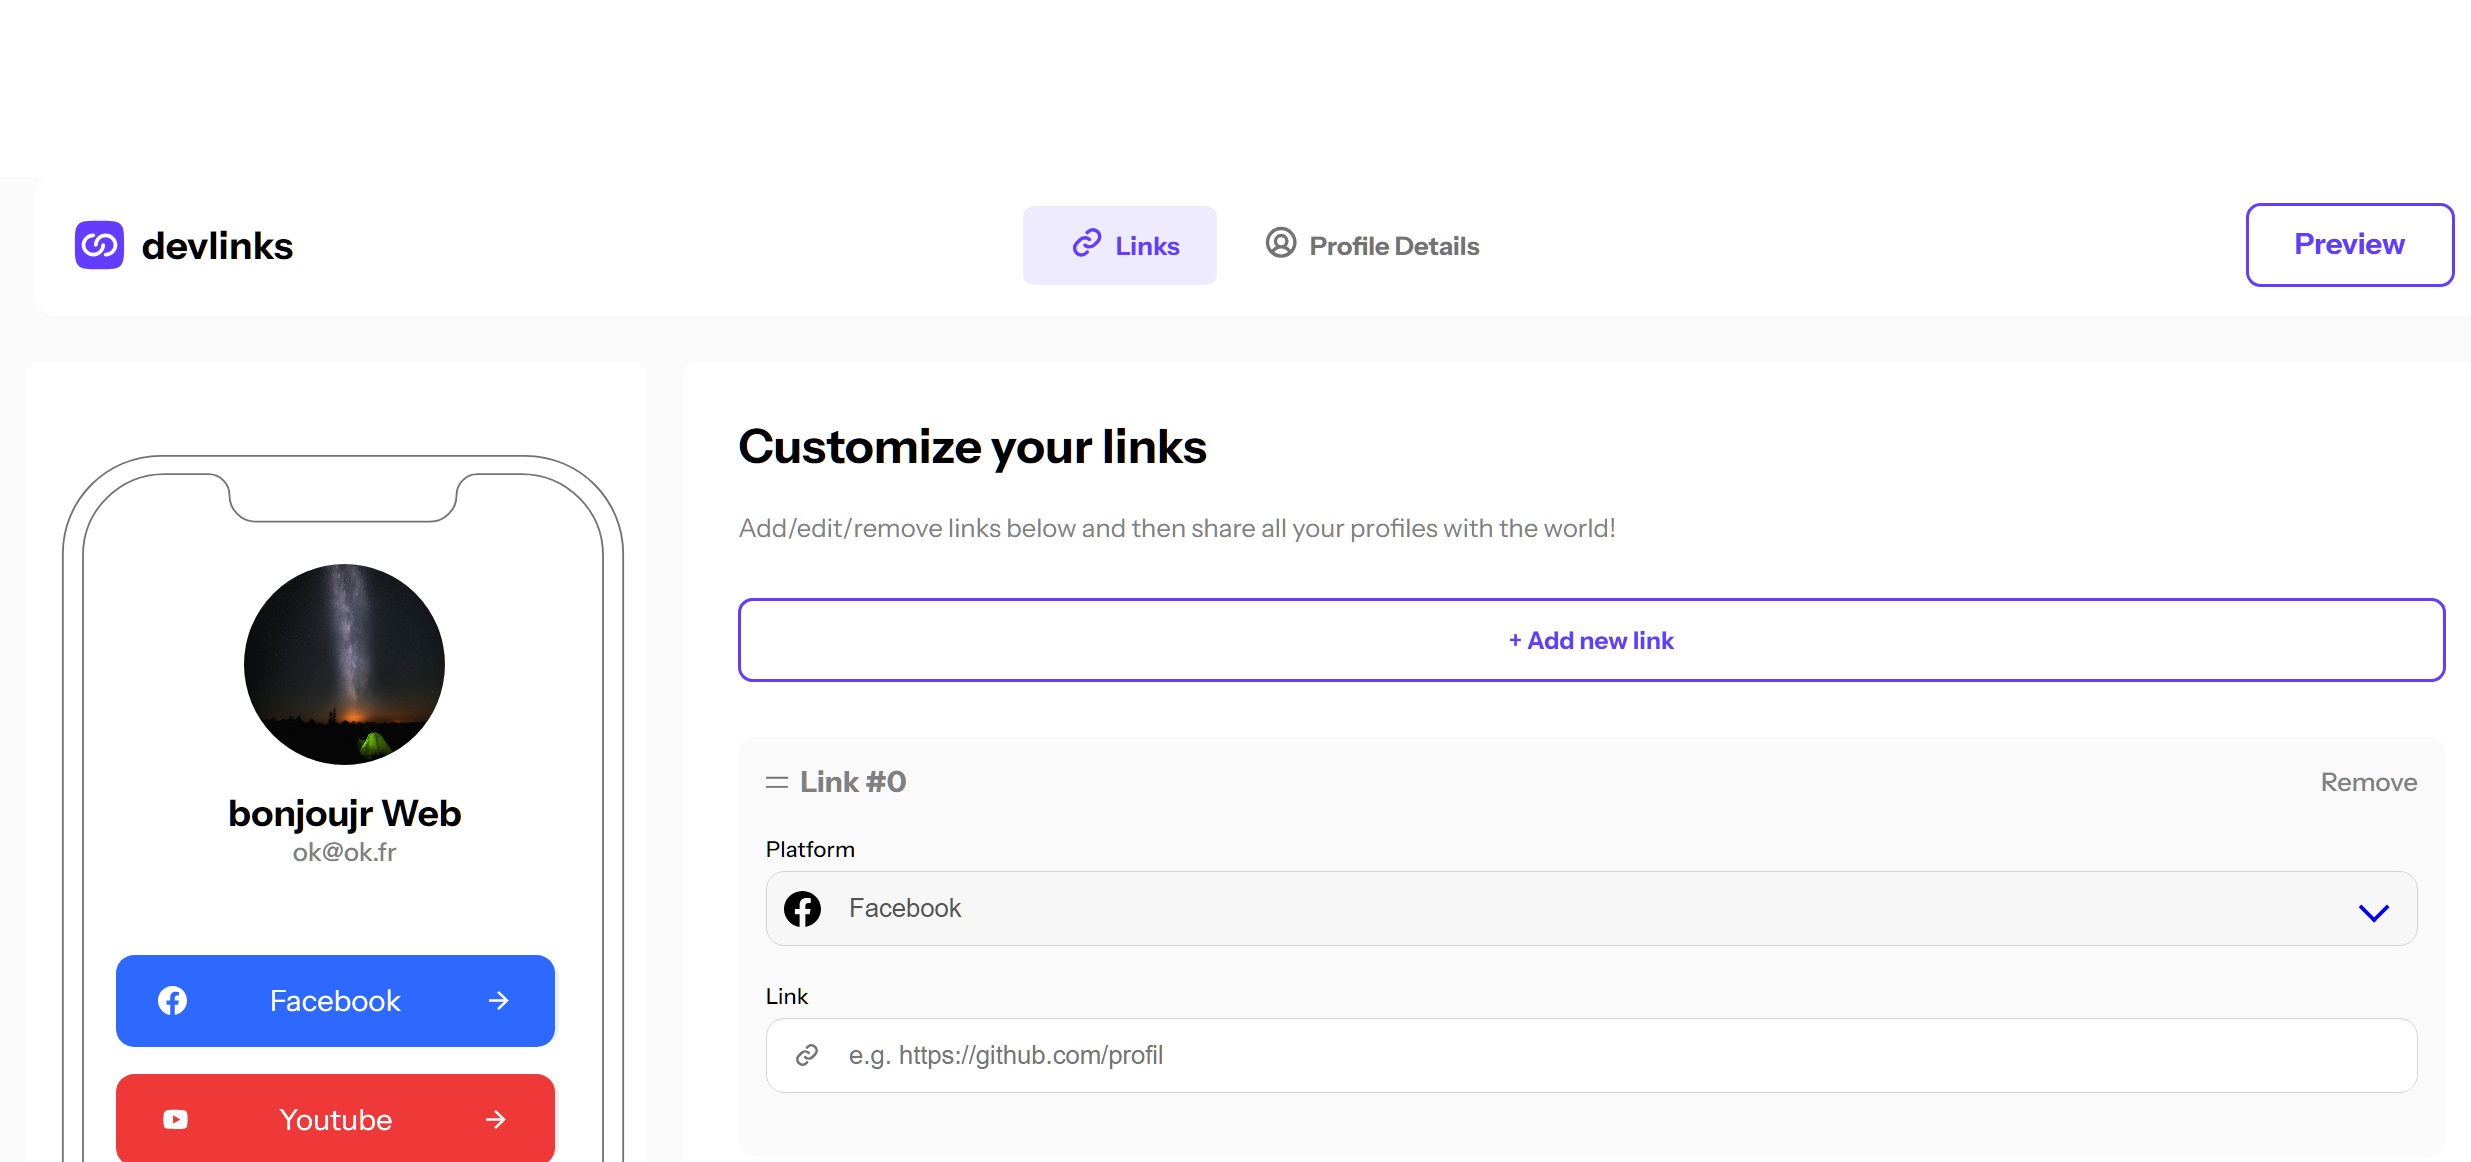 devlinks
Links
Profile Details
Preview
bonjoujr Web
ok@ok.fr
Facebook
Youtube
Customize your links
Add/edit/remove links below and then share all your profiles with the world!
+ Add new link
Link #0
Remove
Platform
Facebook
Link
e.g. https://github.com/profil